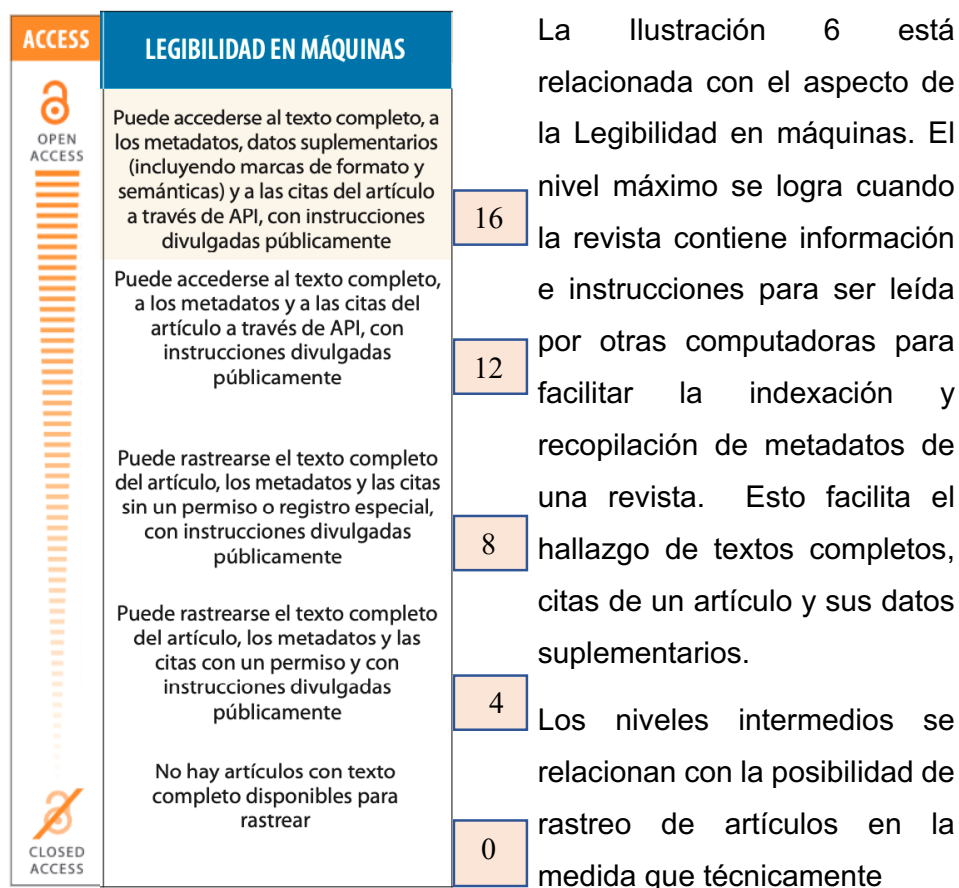 ACCESS
OPEN
ACCESS
CLOSED
ACCESS
LEGIBILIDAD EN MÁQUINAS
Puede accederse al texto completo, a
los metadatos, datos suplementarios
(incluyendo marcas de formato y
semánticas) y a las citas del artículo
a través de API, con instrucciones
divulgadas públicamente
16
Puede accederse al texto completo,
a los metadatos y a las citas del
artículo a través de API, con
instrucciones divulgadas
públicamente
12
Puede rastrearse el texto completo
del artículo, los metadatos y las citas
sin un permiso o registro especial,
con instrucciones divulgadas
públicamente
8
Puede rastrearse el texto completo
del artículo, los metadatos y las
citas con un permiso y con
instrucciones divulgadas
públicamente
4
No hay artículos con texto
completo disponibles para
rastrear
0
La Ilustración 6 está
relacionada con el aspecto de
la Legibilidad en máquinas. El
nivel máximo se logra cuando
la revista contiene información
e instrucciones para ser leída
por otras computadoras para
facilitar la indexación y
recopilación de metadatos de
una revista. Esto facilita el
hallazgo de textos completos,
citas de un artículo y sus datos
suplementarios.
Los niveles intermedios se
relacionan con la posibilidad de
rastreo de artículos en la
medida que técnicamente